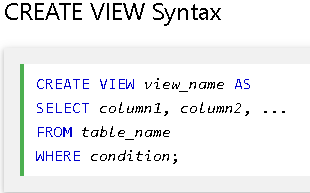 CREATE VIEW Syntax
CREATE VIEW view_name AS
SELECT column1, column2, ...
FROM table_name
WHERE condition;